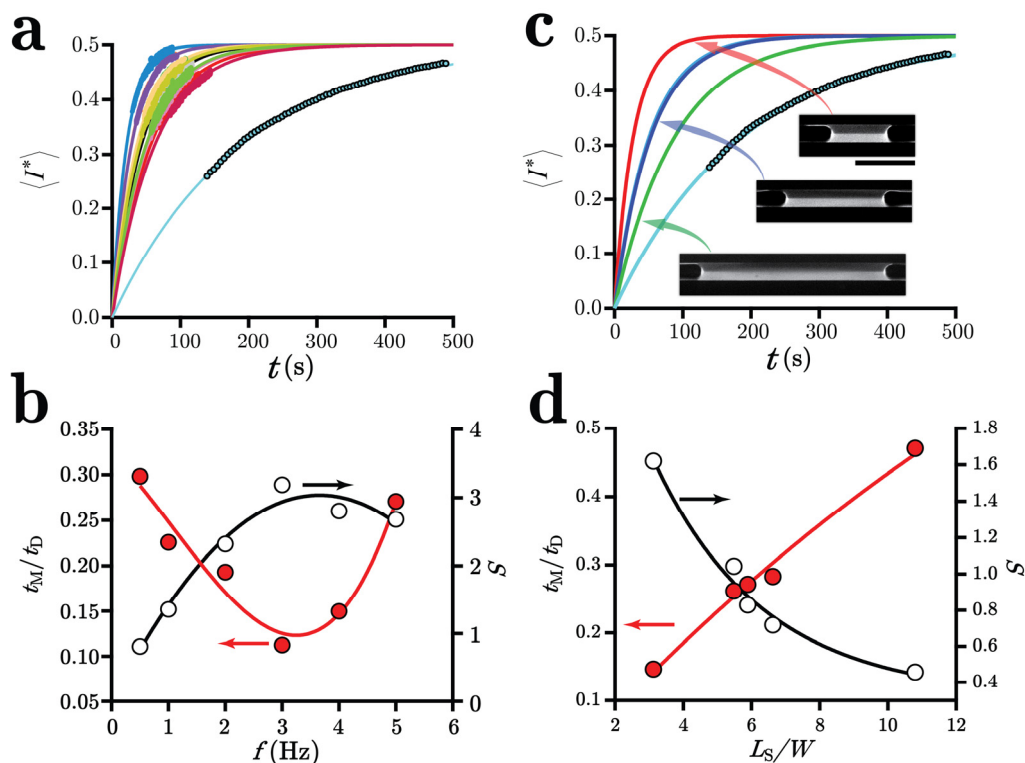 a
0.5
0.4
0.3
0.2
0.1
0.0
⟨I*⟩
0 100 200 300 400 500
t (s)
c
0.5
0.4
0.3
0.2
0.1
0.0
⟨I*⟩
0 100 200 300 400 500
t (s)
b
0.35
0.30
0.25
0.20
0.15
0.10
0.05
tM/tD
4
3
2
1
0
S
0 1 2 3 4 5 6
f (Hz)
d
0.5
0.4
0.3
0.2
0.1
tM/tD
1.8
1.6
1.4
1.2
1.0
0.8
0.6
0.4
S
2 4 6 8 10 12
LS/W